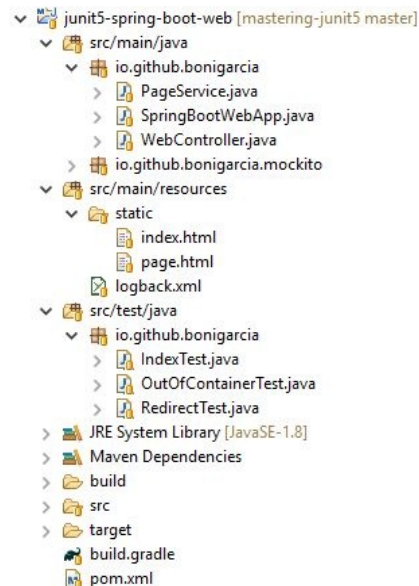 junit5-spring-boot-web [mastering-junit5 master]
src/main/java
io.github.bonigarcia
PageService.java
SpringBootWebApp.java
WebController.java
io.github.bonigarcia.mockito
src/main/resources
static
index.html
page.html
logback.xml
src/test/java
io.github.bonigarcia
IndexTest.java
OutOfContainerTest.java
RedirectTest.java
JRE System Library [JavaSE-1.8]
Maven Dependencies
build
src
target
build.gradle
pom.xml